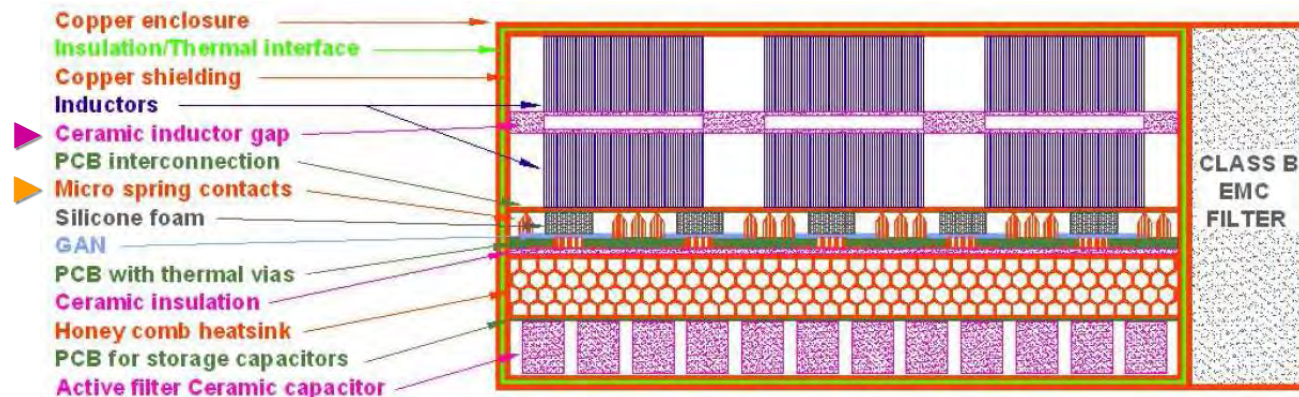 Copper enclosure
Insulation/Thermal interface
Copper shielding
Inductors
Ceramic inductor gap
PCB interconnection
Micro spring contacts
Silicone foam
GAN
PCB with thermal vias
Ceramic insulation
Honey comb heatsink
PCB for storage capacitors
Active filter Ceramic capacitor
CLASS B
EMC
FILTER